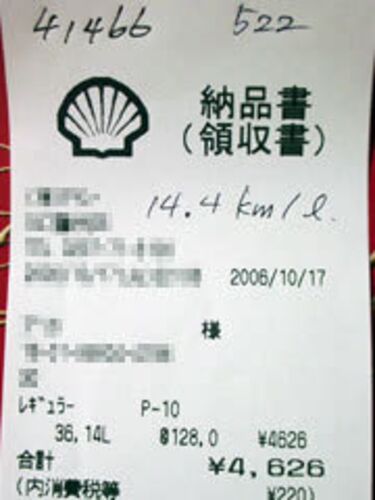 41466 522
納品書
(領収書)
14.4 km/ℓ.
2006/10/17
様
ﾚｷﾞｭﾗｰ P-10
36.14L @128.0 ¥4626
合計 ¥4,626
(内消費税等 ¥220)